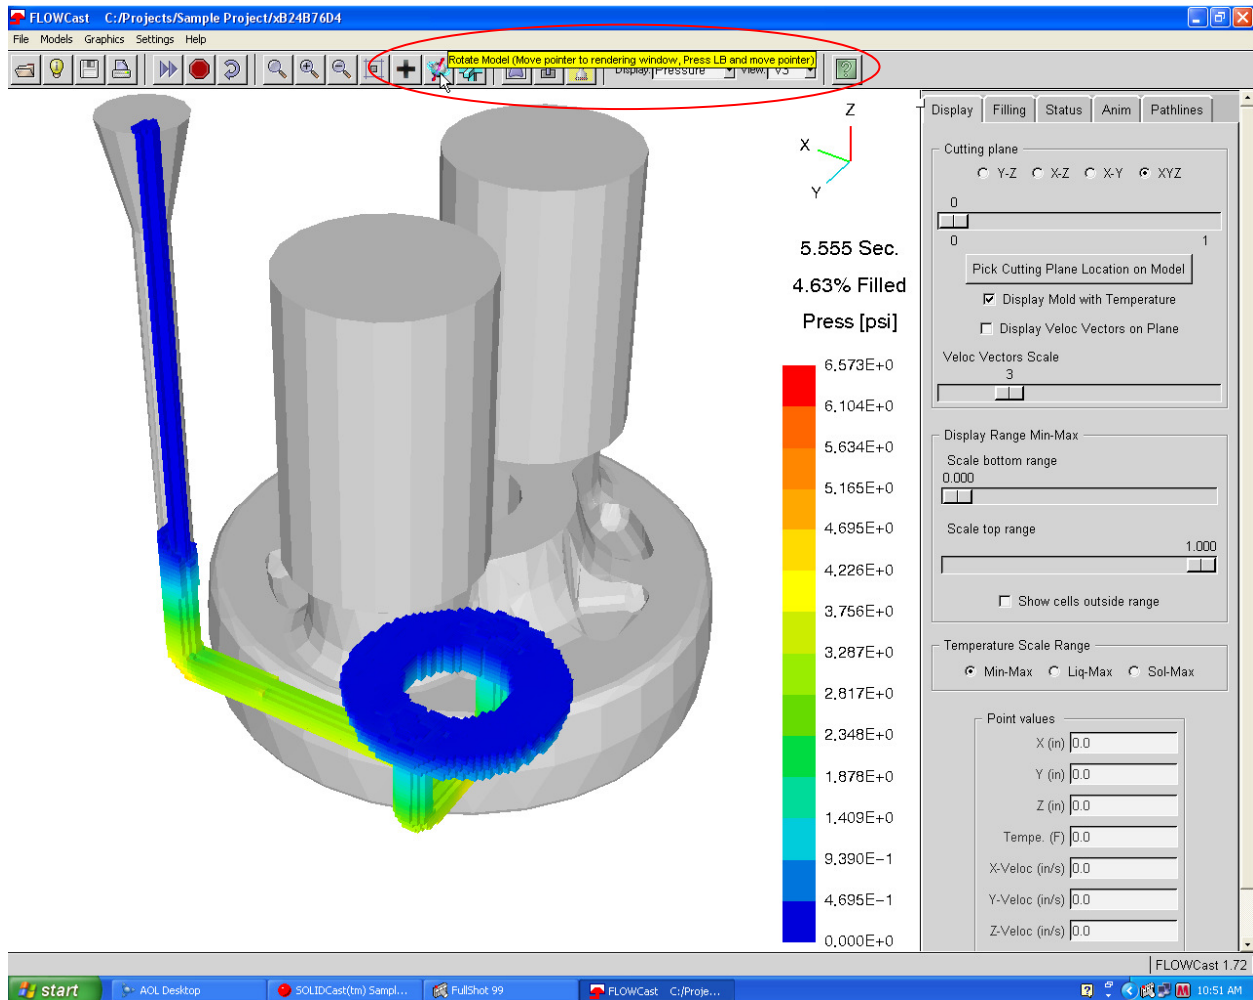 FLOWCast C:/Projects/Sample Project/xB24B76D4
File Models Graphics Settings Help
Rotate Model (Move pointer to rendering window, Press LB and move pointer)
Display: Pressure View: V3
Z
X
Y
5.555 Sec.
4.63% Filled
Press [psi]
6,573E+0
6,104E+0
5,634E+0
5,165E+0
4,695E+0
4,226E+0
3,756E+0
3,287E+0
2,817E+0
2,348E+0
1,878E+0
1,409E+0
9,390E-1
4,695E-1
0,000E+0
Display Filling Status Anim Pathlines
Cutting plane
Y-Z X-Z X-Y XYZ
0
0 1
Pick Cutting Plane Location on Model
Display Mold with Temperature
Display Veloc Vectors on Plane
Veloc Vectors Scale
3
Display Range Min-Max
Scale bottom range
0.000
Scale top range
1.000
Show cells outside range
Temperature Scale Range
Min-Max Liq-Max Sol-Max
Point values
X (in) 0.0
Y (in) 0.0
Z (in) 0.0
Tempe. (F) 0.0
X-Veloc (in/s) 0.0
Y-Veloc (in/s) 0.0
Z-Veloc (in/s) 0.0
FLOWCast 1.72
start AOL Desktop SOLIDCast(tm) Sampl... FullShot 99 FLOWCast C:/Proje... 10:51 AM